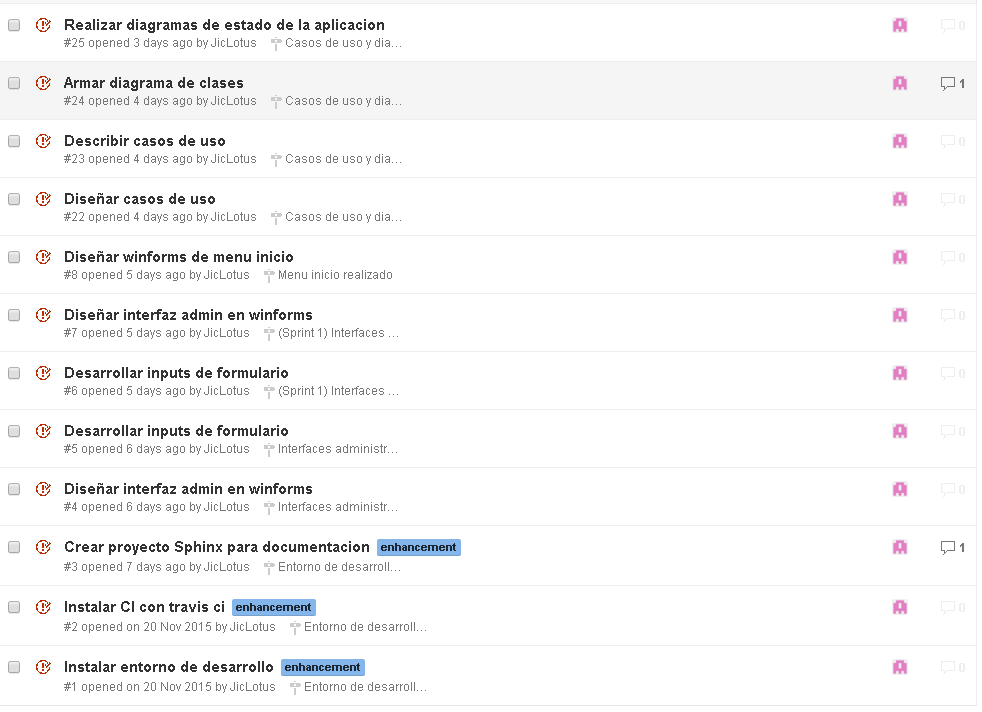 Realizar diagramas de estado de la aplicacion
0
#25 opened 3 days ago by JicLotus Casos de uso y dia…
Armar diagrama de clases
1
#24 opened 4 days ago by JicLotus Casos de uso y dia…
Describir casos de uso
0
#23 opened 4 days ago by JicLotus Casos de uso y dia…
Diseñar casos de uso
0
#22 opened 4 days ago by JicLotus Casos de uso y dia…
Diseñar winforms de menu inicio
0
#8 opened 5 days ago by JicLotus Menu inicio realizado
Diseñar interfaz admin en winforms
0
#7 opened 5 days ago by JicLotus (Sprint 1) Interfaces …
Desarrollar inputs de formulario
0
#6 opened 5 days ago by JicLotus (Sprint 1) Interfaces …
Desarrollar inputs de formulario
0
#5 opened 6 days ago by JicLotus Interfaces administr…
Diseñar interfaz admin en winforms
0
#4 opened 6 days ago by JicLotus Interfaces administr…
Crear proyecto Sphinx para documentacion enhancement
1
#3 opened 7 days ago by JicLotus Entorno de desarroll…
Instalar CI con travis ci enhancement
0
#2 opened on 20 Nov 2015 by JicLotus Entorno de desarroll…
Instalar entorno de desarrollo enhancement
0
#1 opened on 20 Nov 2015 by JicLotus Entorno de desarroll…